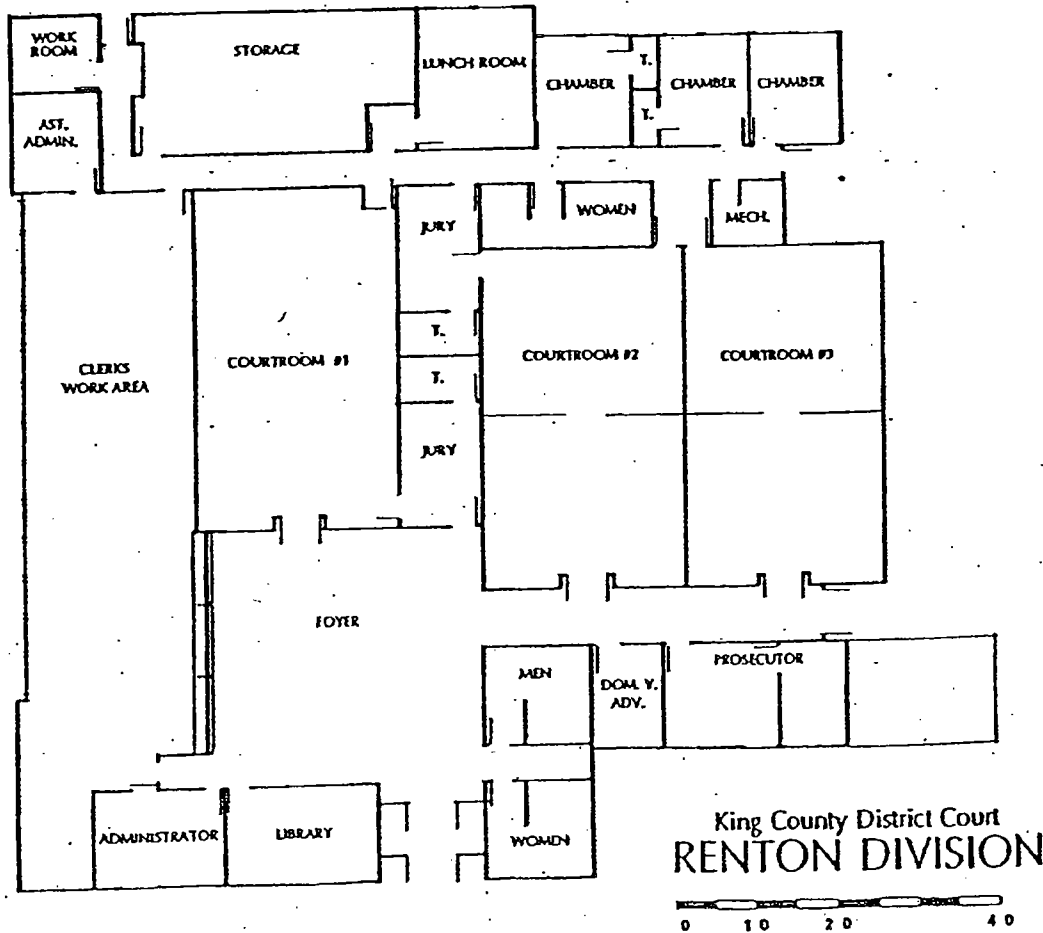 WORK
ROOM
STORAGE
LUNCH ROOM
CHAMBER
T.
CHAMBER
CHAMBER
T.
AST.
ADMIN.
JURY
WOMEN
MECH.
T.
CLERKS
WORK AREA
COURTROOM #1
COURTROOM #2
COURTROOM #3
T.
JURY
FOYER
MEN
DOM. V.
ADV.
PROSECUTOR
ADMINISTRATOR
LIBRARY
WOMEN
King County District Court
RENTON DIVISION
0 10 20 40